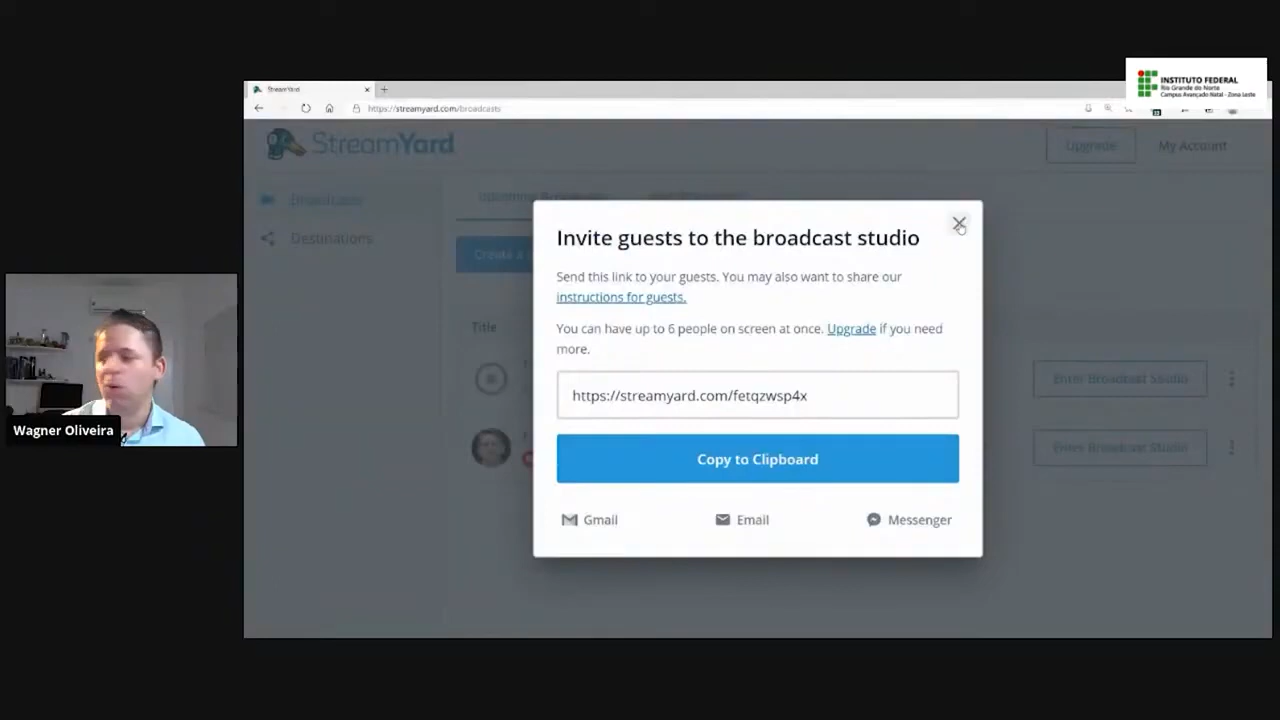 StreamYard
https://streamyard.com/broadcasts
INSTITUTO FEDERAL
Rio Grande do Norte
Campus Avançado Natal - Zona Leste
StreamYard
Upgrade
My Account
Broadcasts
Destinations
Create a
Title
Enter Broadcast Studio
Enter Broadcast Studio
Invite guests to the broadcast studio
Send this link to your guests. You may also want to share our
instructions for guests.
You can have up to 6 people on screen at once. Upgrade if you need
more.
https://streamyard.com/fetqzwsp4x
Copy to Clipboard
Gmail
Email
Messenger
Wagner Oliveira